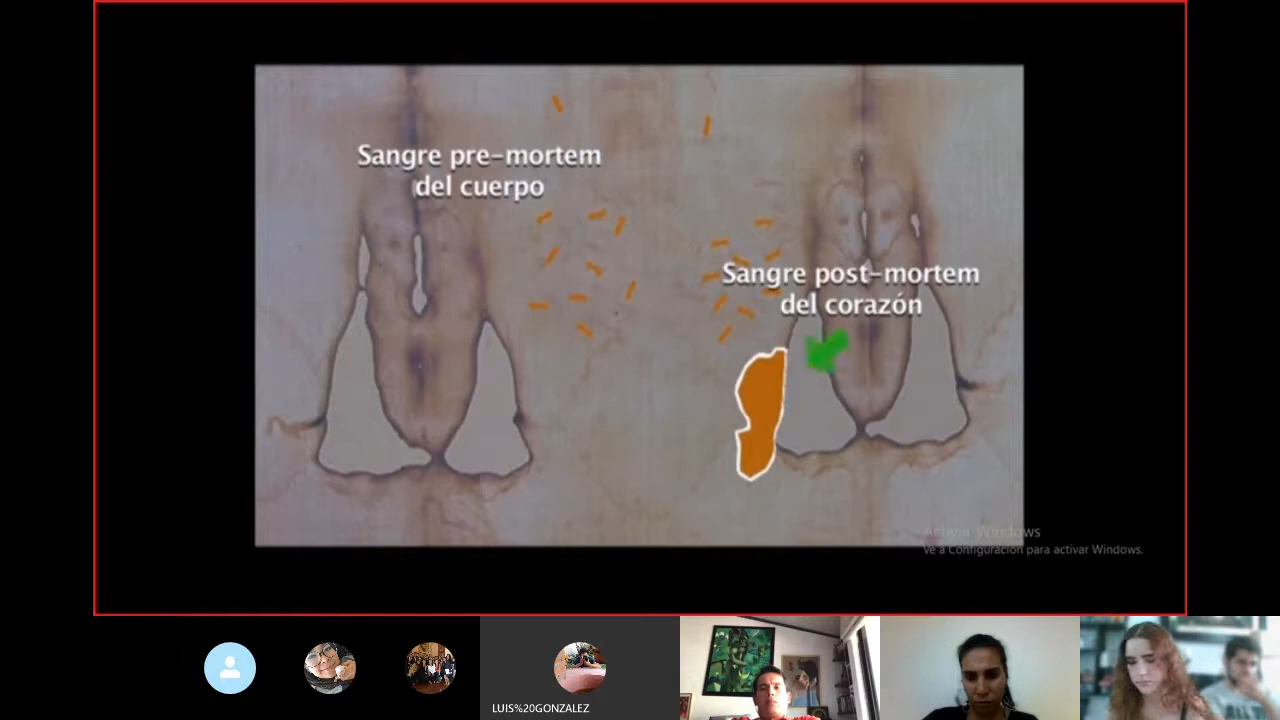 Sangre pre-mortem
del cuerpo
Sangre post-mortem
del corazón
Activar Windows
Ve a Configuración para activar Windows.
LUIS%20GONZALEZ